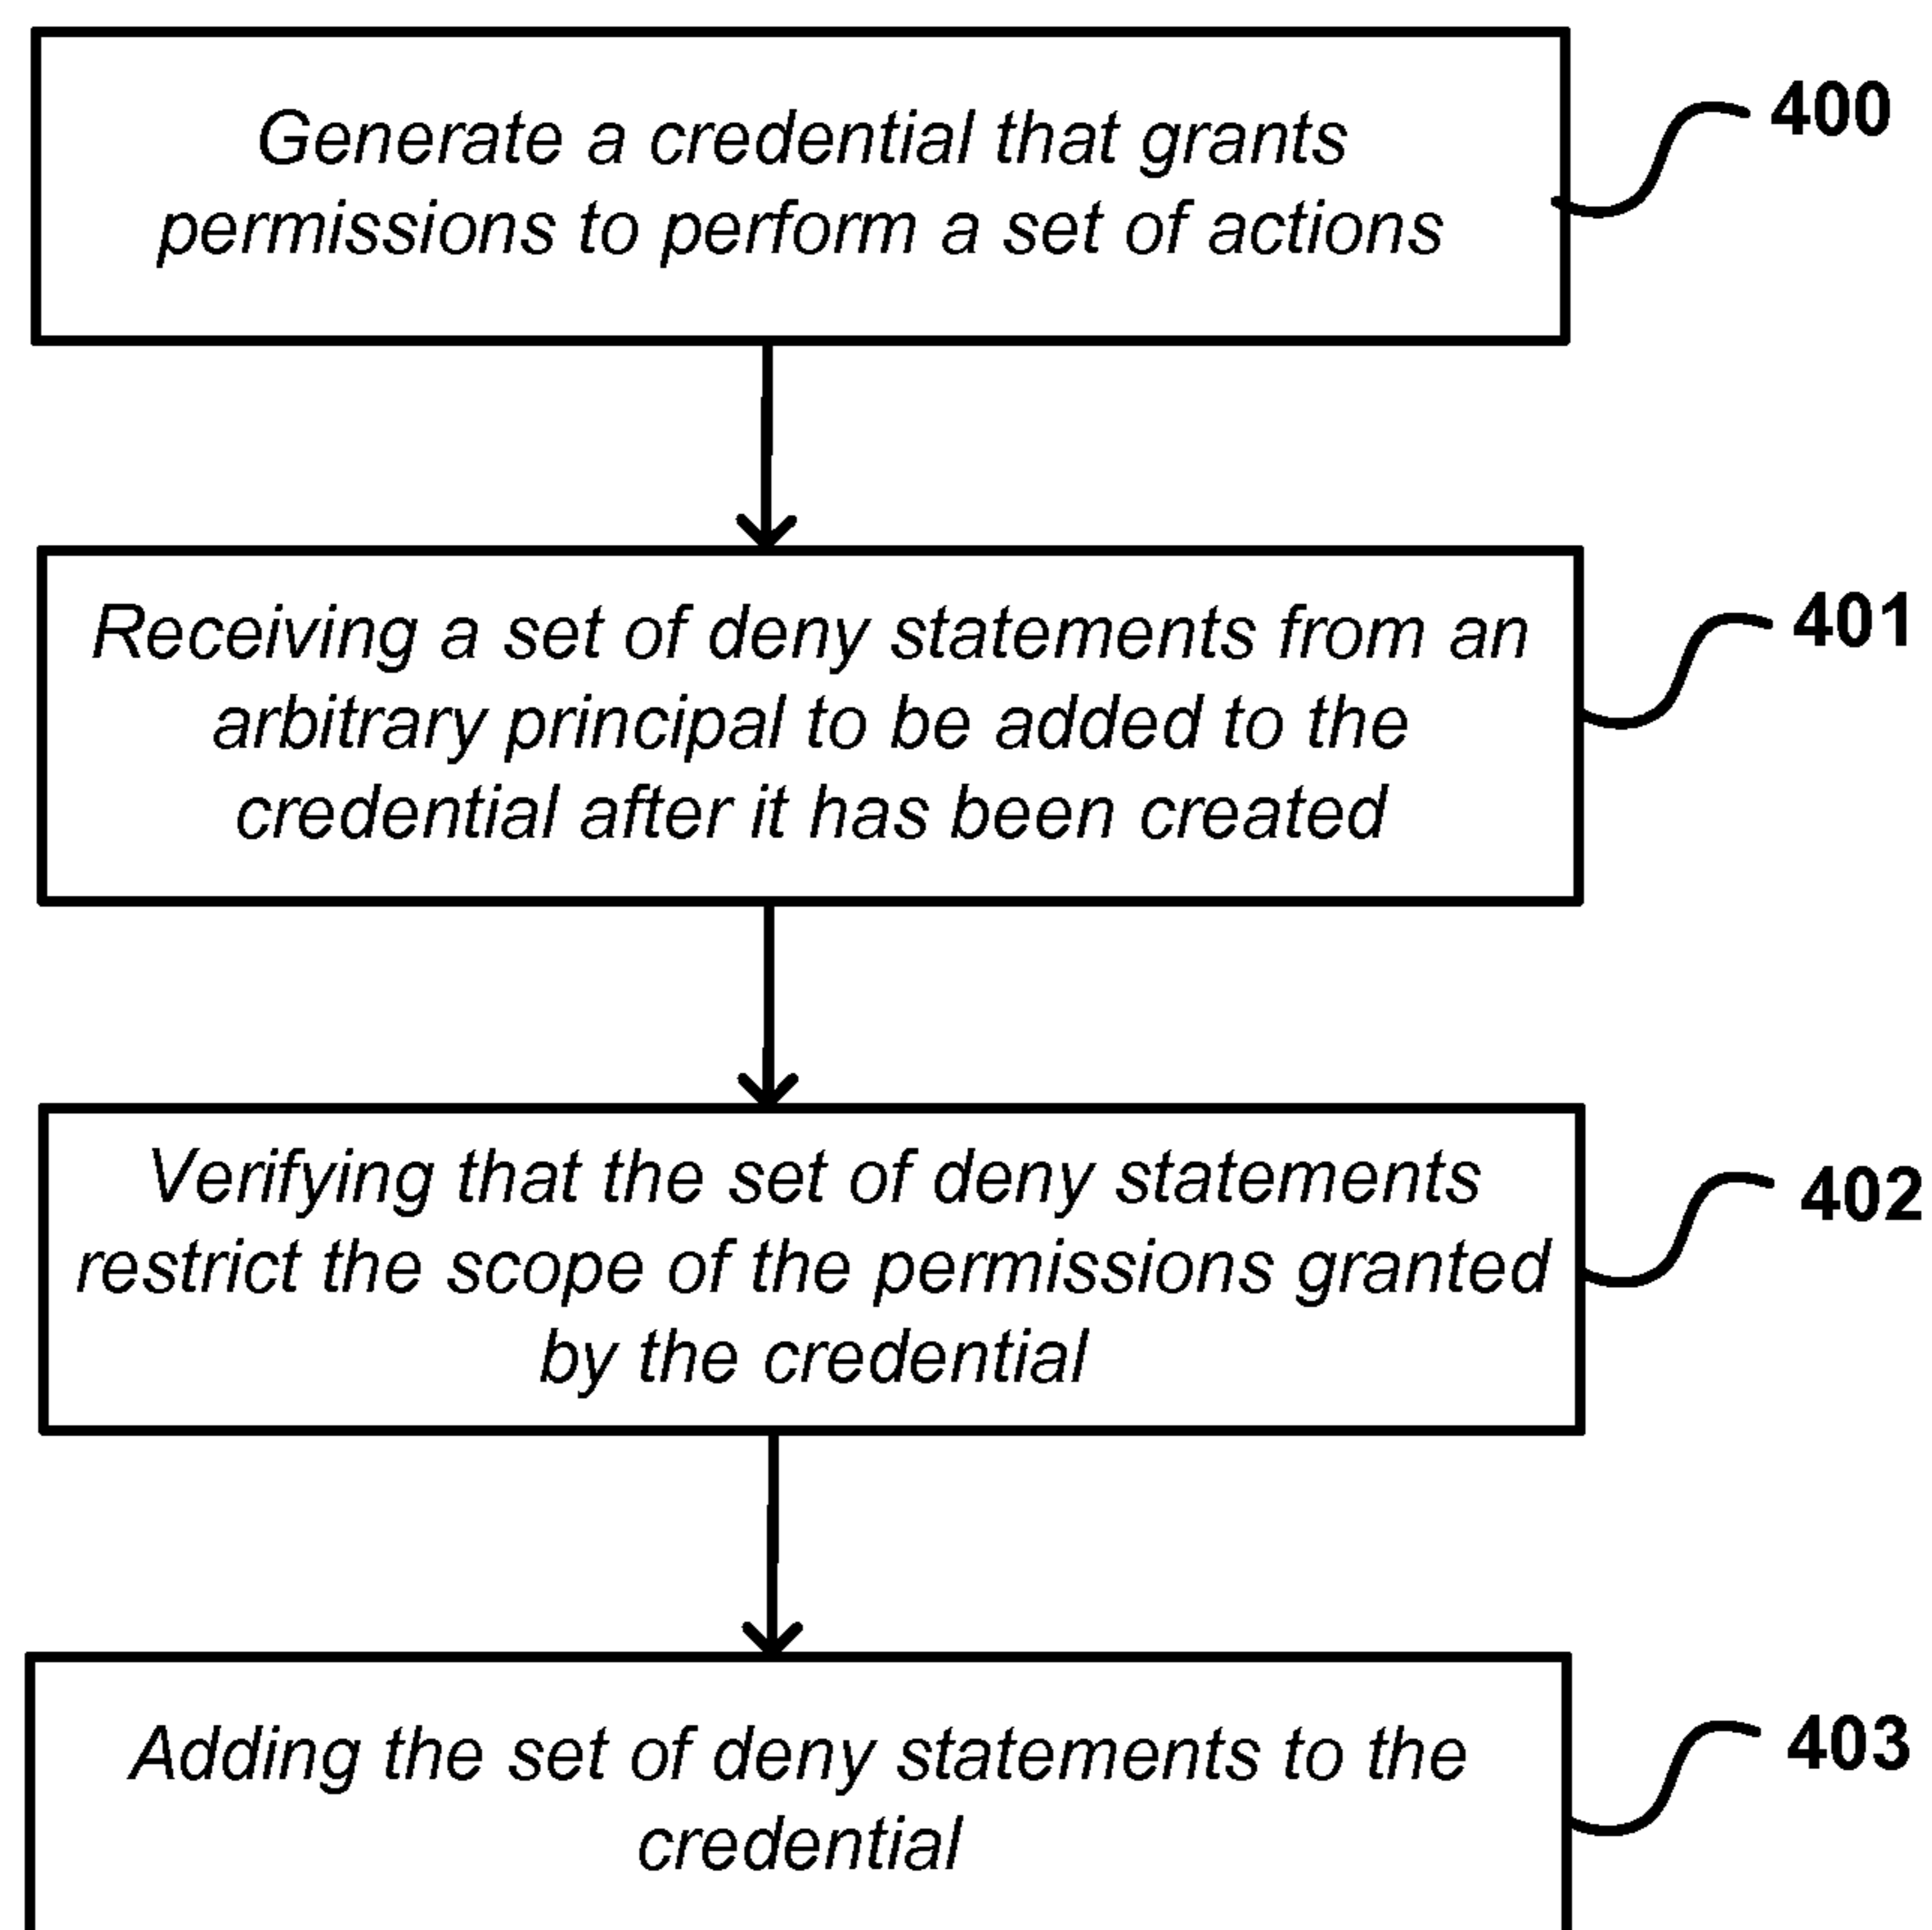 Generate a credential that grants
permissions to perform a set of actions
400
Receiving a set of deny statements from an
arbitrary principal to be added to the
credential after it has been created
401
Verifying that the set of deny statements
restrict the scope of the permissions granted
by the credential
402
Adding the set of deny statements to the
credential
403